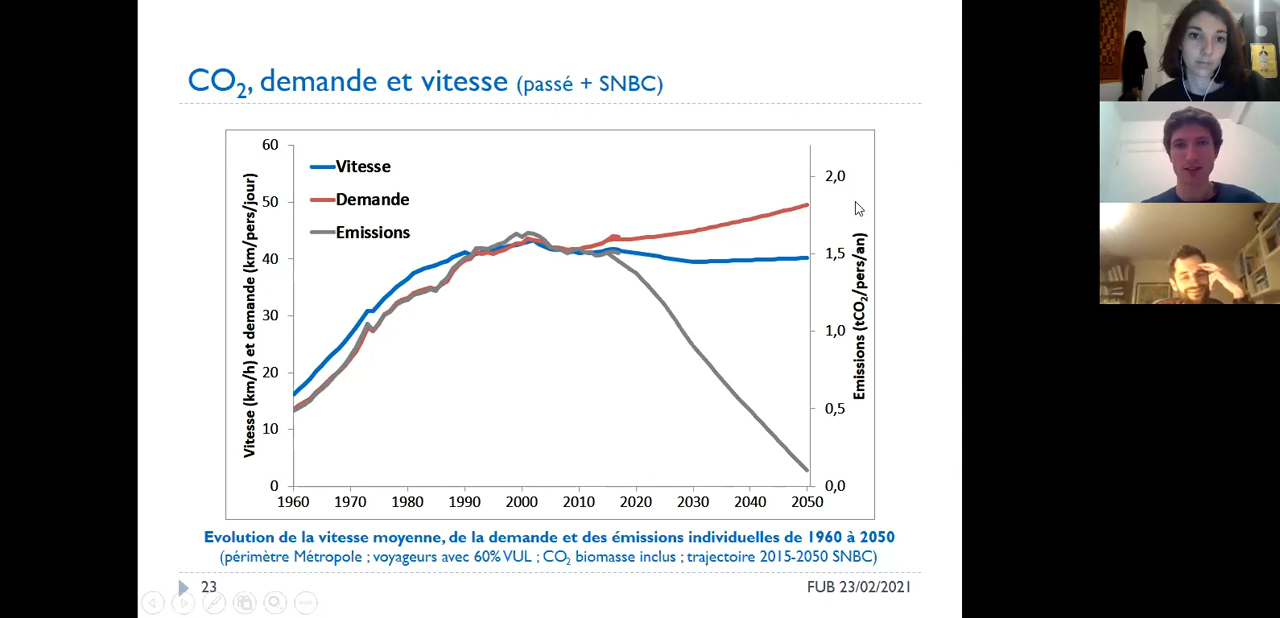 CO₂, demande et vitesse (passé + SNBC)
Vitesse (km/h) et demande (km/pers/jour)
60
50
40
30
20
10
0
Vitesse
Demande
Emissions
2,0
1,5
1,0
0,5
0,0
Emissions (tCO₂/pers/an)
1960 1970 1980 1990 2000 2010 2020 2030 2040 2050
Evolution de la vitesse moyenne, de la demande et des émissions individuelles de 1960 à 2050
(périmètre Métropole ; voyageurs avec 60% VUL ; CO₂ biomasse inclus ; trajectoire 2015-2050 SNBC)
23
FUB 23/02/2021